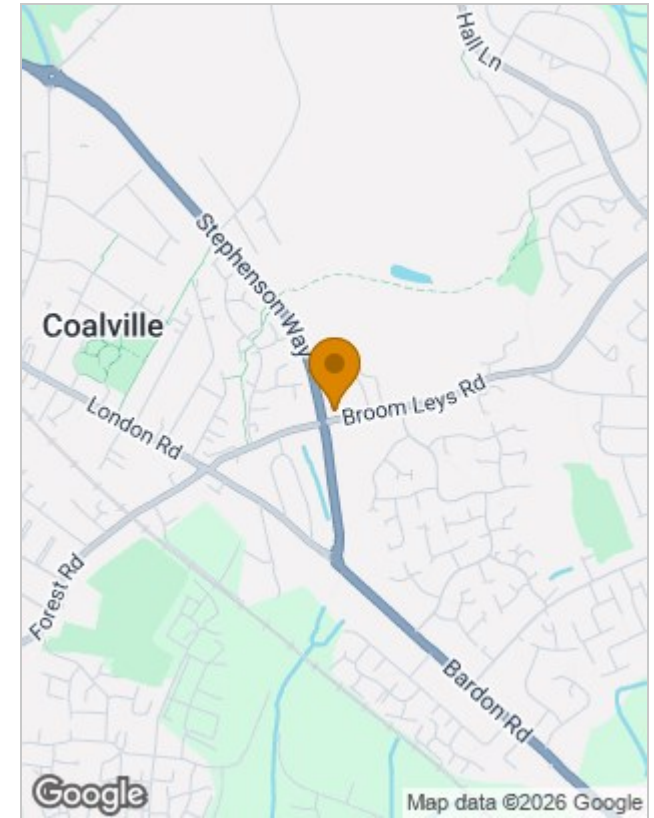 Hall Ln
Stephenson Way
Coalville
Broom Leys Rd
London Rd
Forest Rd
Bardon Rd
Google
Map data ©2026 Google